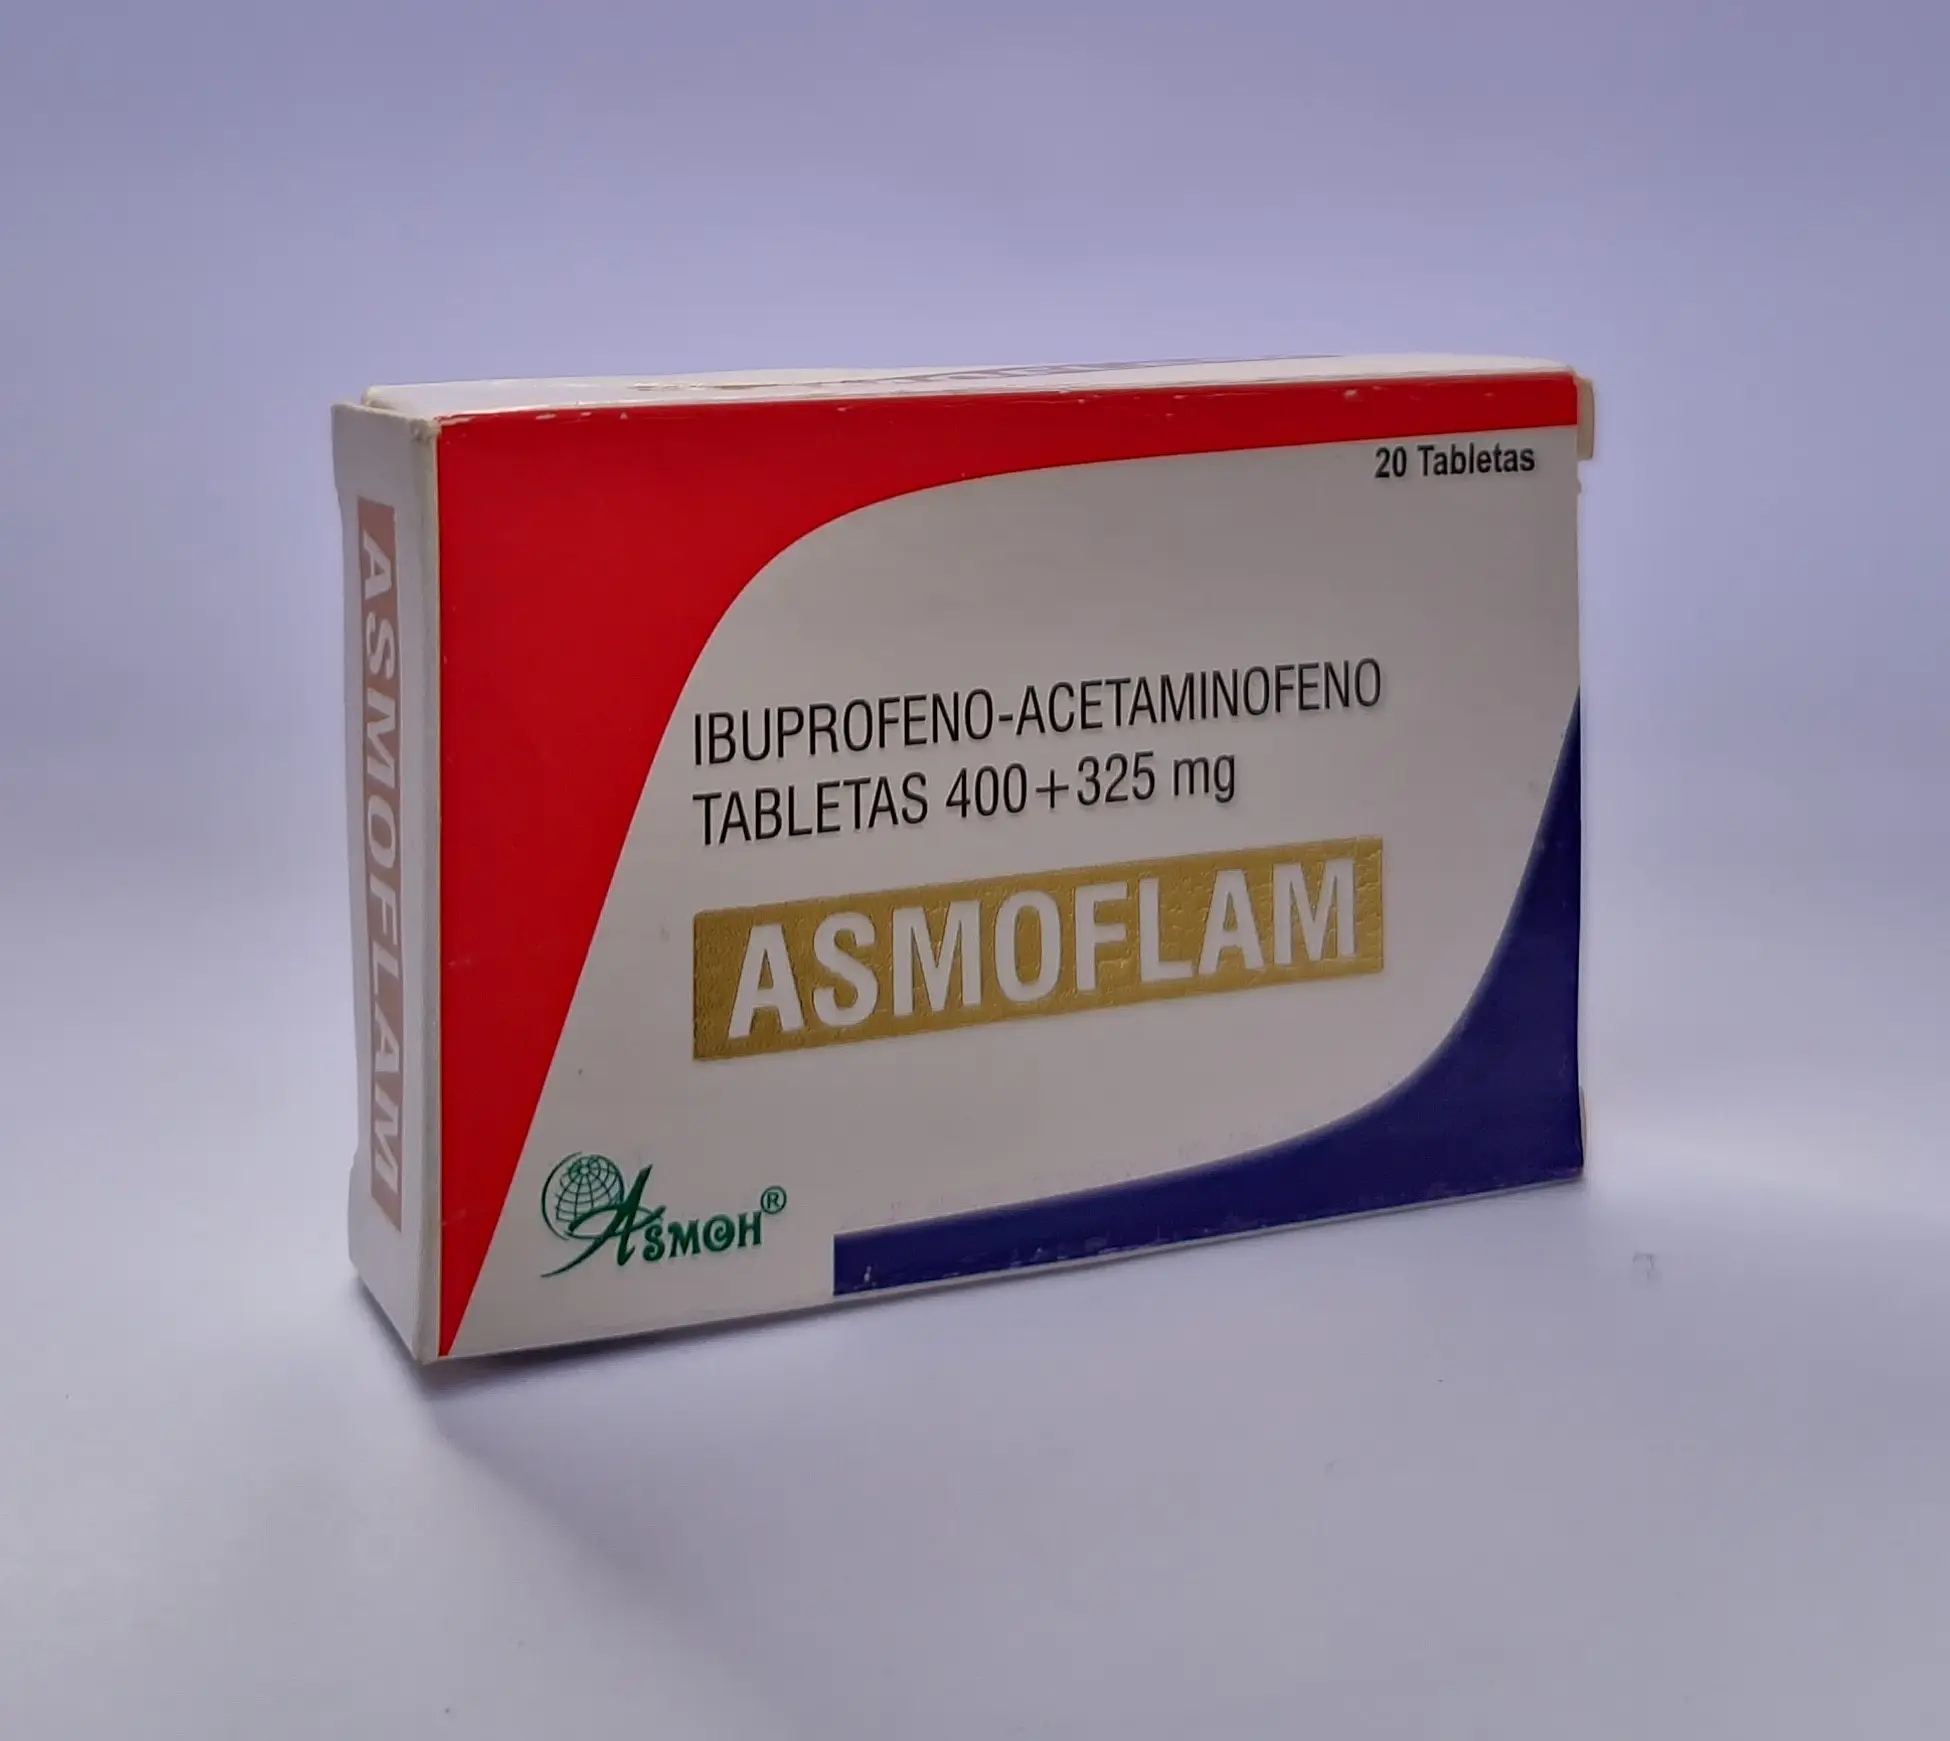 20 Tabletas
IBUPROFENO-ACETAMINOFENO
TABLETAS 400+325 mg
ASMOFLAM
ASMOH®
ASMOFLAM